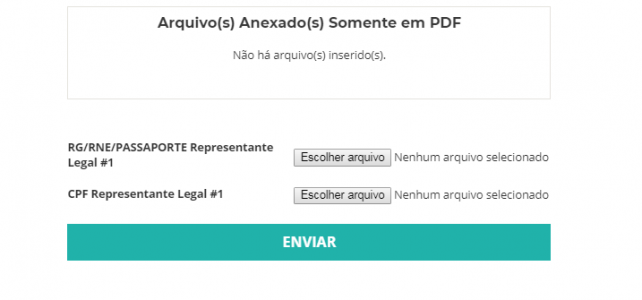 Arquivo(s) Anexado(s) Somente em PDF
Não há arquivo(s) inserido(s).
RG/RNE/PASSAPORTE Representante
Legal #1
Escolher arquivo Nenhum arquivo selecionado
CPF Representante Legal #1
Escolher arquivo Nenhum arquivo selecionado
ENVIAR